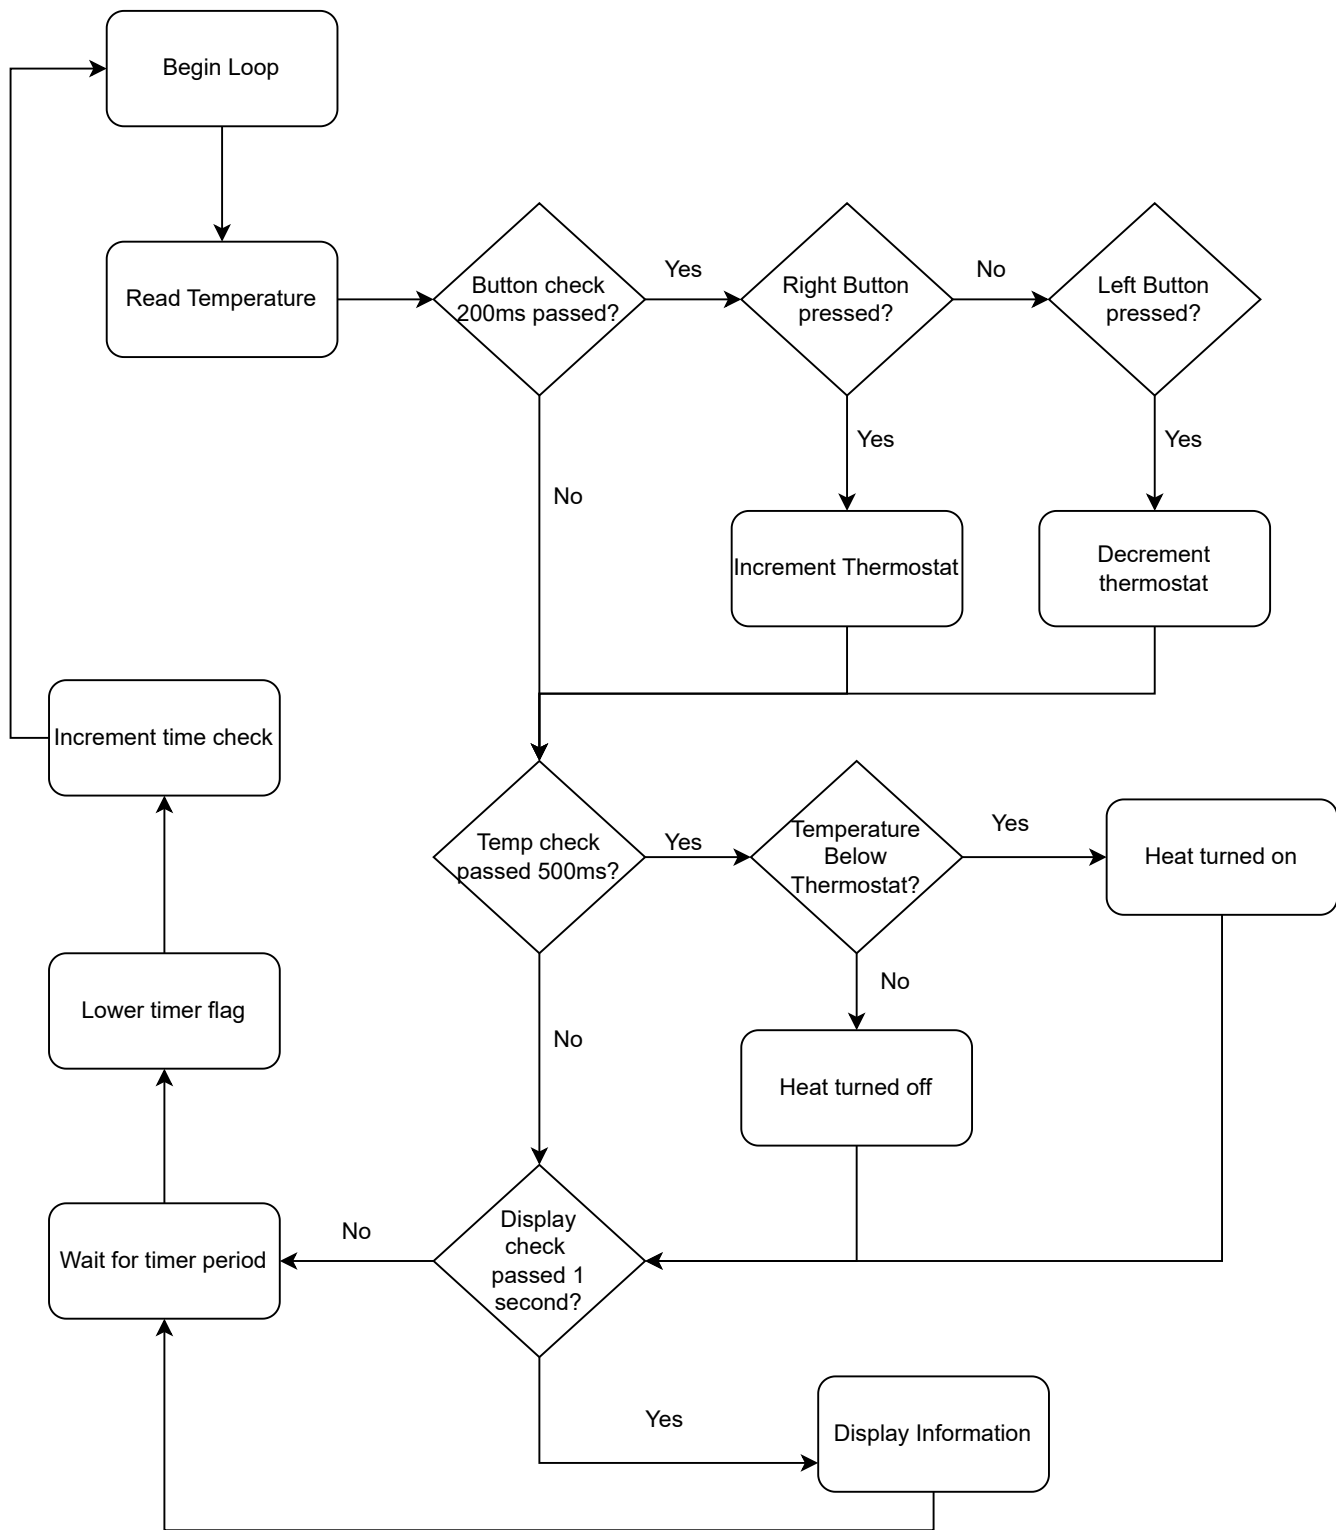 Begin Loop
Read Temperature
Button check
200ms passed?
Yes
Right Button
pressed?
No
Left Button
pressed?
Yes
Yes
No
Increment Thermostat
Decrement
thermostat
Increment time check
Temp check
passed 500ms?
Yes
Temperature
Below
Thermostat?
Yes
Heat turned on
No
Lower timer flag
No
Heat turned off
Wait for timer period
No
Display
check
passed 1
second?
Yes
Display Information